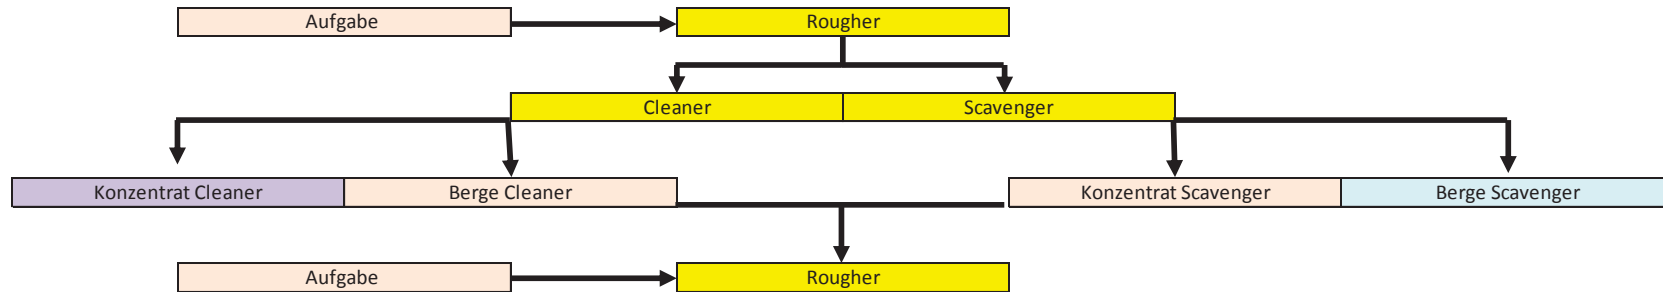 Aufgabe
Rougher
Cleaner
Scavenger
Konzentrat Cleaner
Berge Cleaner
Konzentrat Scavenger
Berge Scavenger
Aufgabe
Rougher